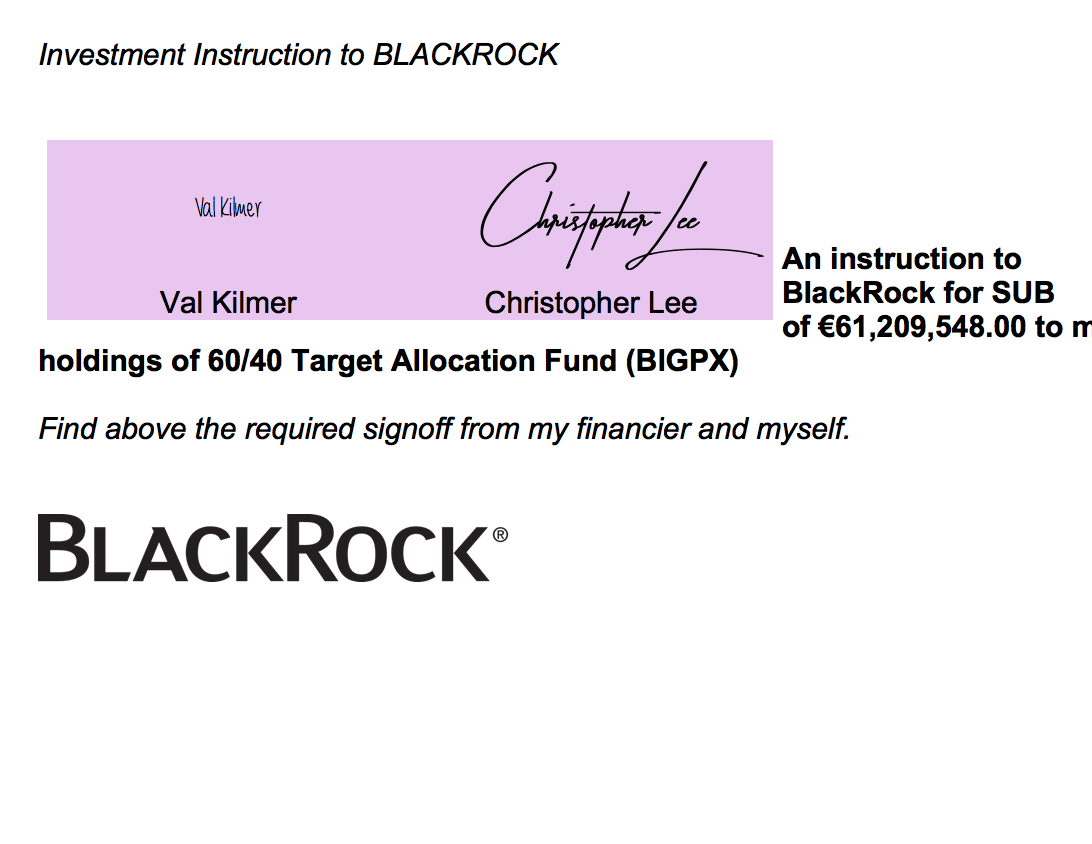 Investment Instruction to BLACKROCK
Val Kilmer Christopher Lee
Val Kilmer Christopher Lee
An instruction to
BlackRock for SUB
of €61,209,548.00 to m
holdings of 60/40 Target Allocation Fund (BIGPX)
Find above the required signoff from my financier and myself.
BLACKROCK®